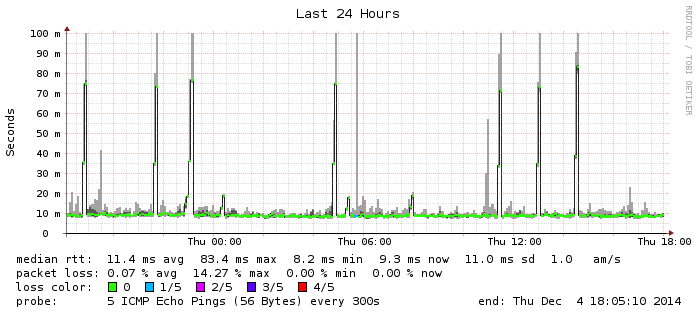 Last 24 Hours
RRDTOOL / TOBI OETIKER
Seconds
100 m
90 m
80 m
70 m
60 m
50 m
40 m
30 m
20 m
10 m
0
Thu 00:00 Thu 06:00 Thu 12:00 Thu 18:00
median rtt: 11.4 ms avg 83.4 ms max 8.2 ms min 9.3 ms now 11.0 ms sd 1.0 am/s
packet loss: 0.07 % avg 14.27 % max 0.00 % min 0.00 % now
loss color: 0 1/5 2/5 3/5 4/5
probe: 5 ICMP Echo Pings (56 Bytes) every 300s end: Thu Dec 4 18:05:10 2014